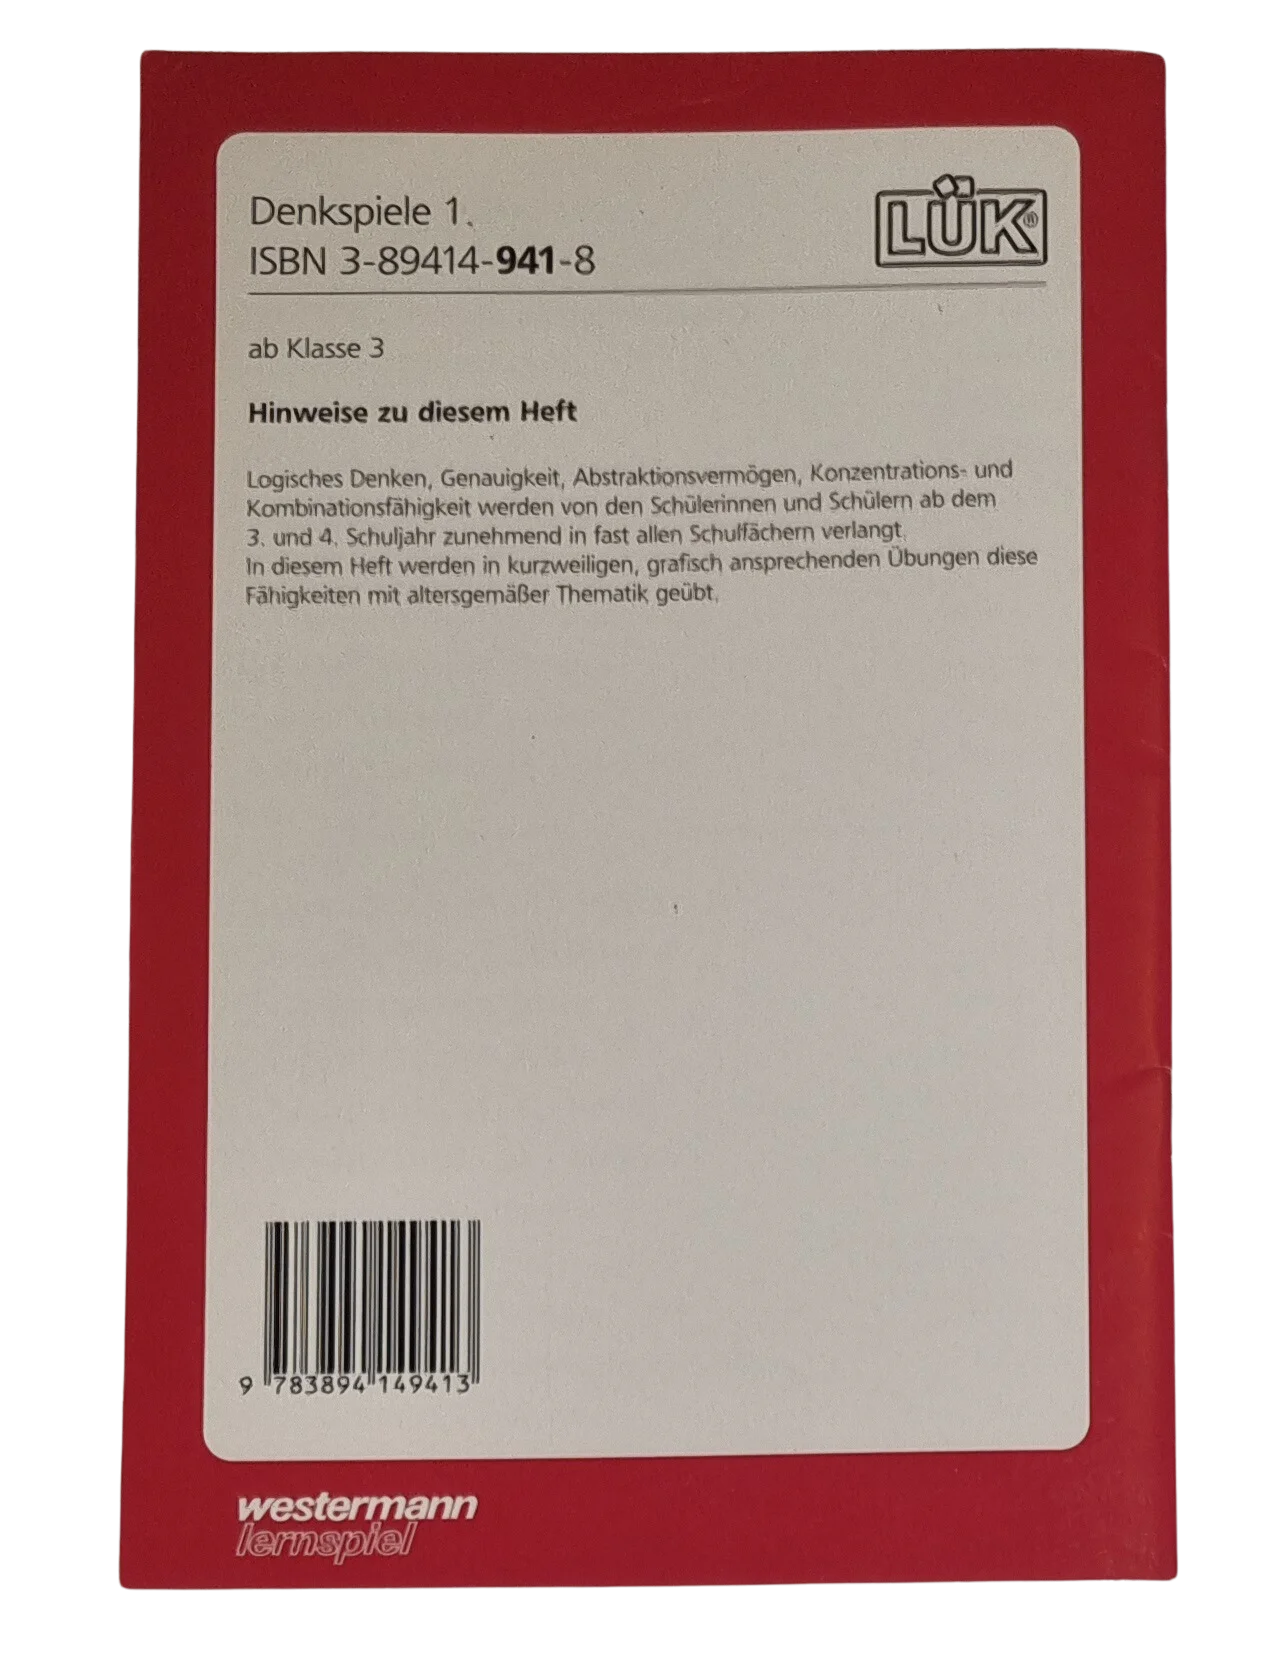 Denkspiele 1.
ISBN 3-89414-941-8
LÜK®
ab Klasse 3
Hinweise zu diesem Heft
Logisches Denken, Genauigkeit, Abstraktionsvermögen, Konzentrations- und
Kombinationsfähigkeit werden von den Schülerinnen und Schülern ab dem
3. und 4. Schuljahr zunehmend in fast allen Schulfächern verlangt.
In diesem Heft werden in kurzweiligen, grafisch ansprechenden Übungen diese
Fähigkeiten mit altersgemäßer Thematik geübt.
9 783894 149413
westermann
lernspiel